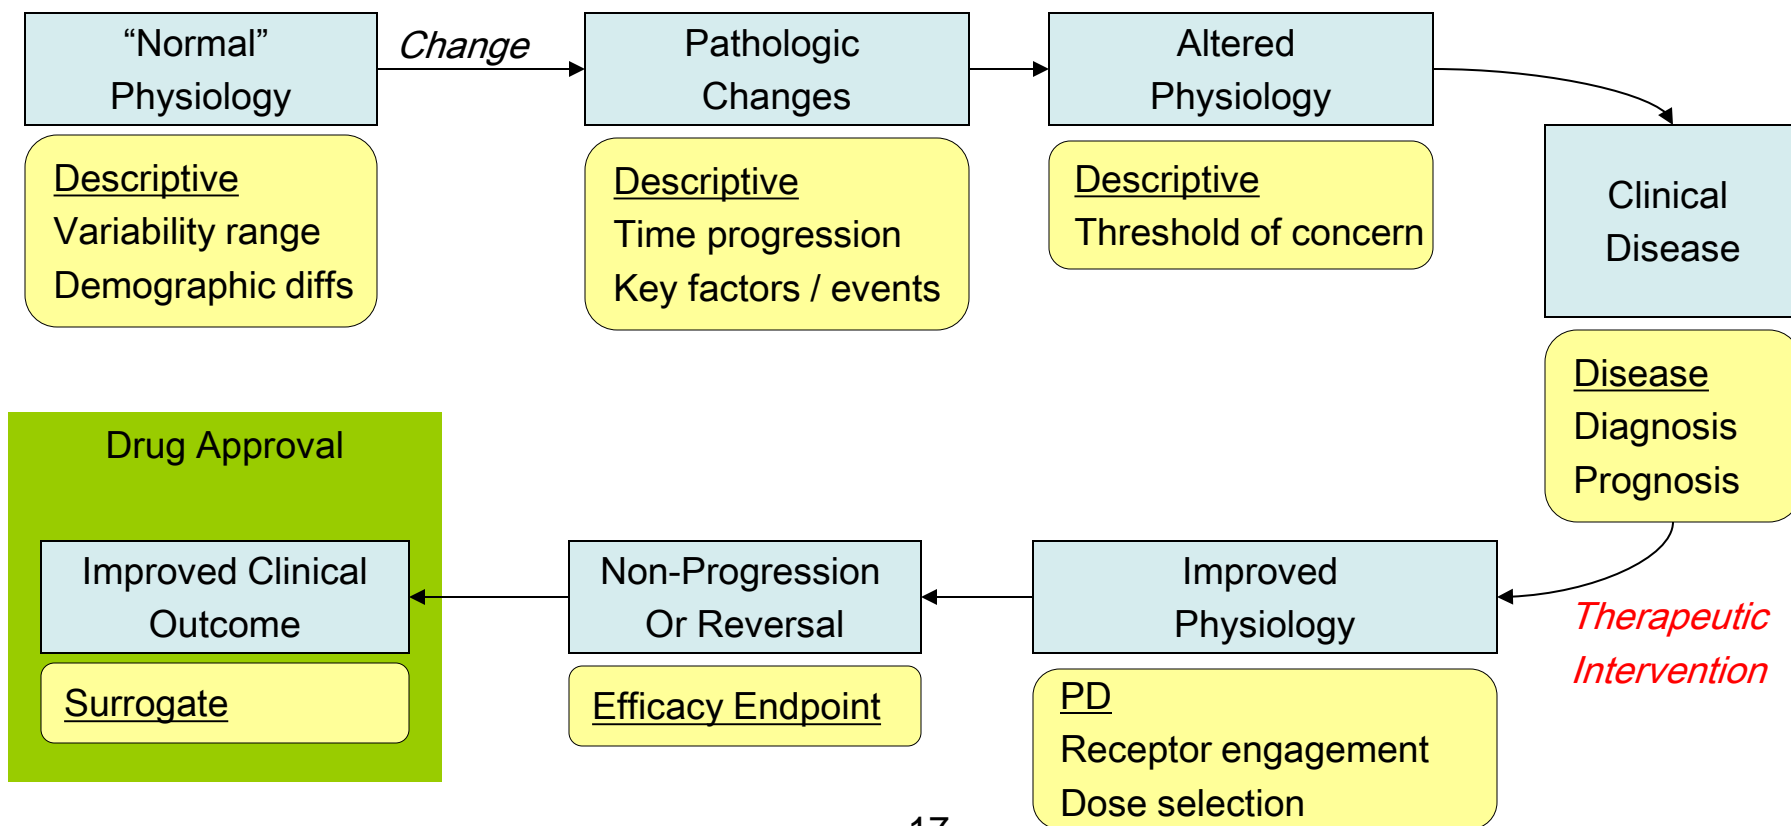 “Normal”
Physiology
Change
Pathologic
Changes
Altered
Physiology
Descriptive
Variability range
Demographic diffs
Descriptive
Time progression
Key factors / events
Descriptive
Threshold of concern
Clinical
Disease
Disease
Diagnosis
Prognosis
Therapeutic
Intervention
Improved
Physiology
PD
Receptor engagement
Dose selection
Non-Progression
Or Reversal
Efficacy Endpoint
Drug Approval
Improved Clinical
Outcome
Surrogate
17